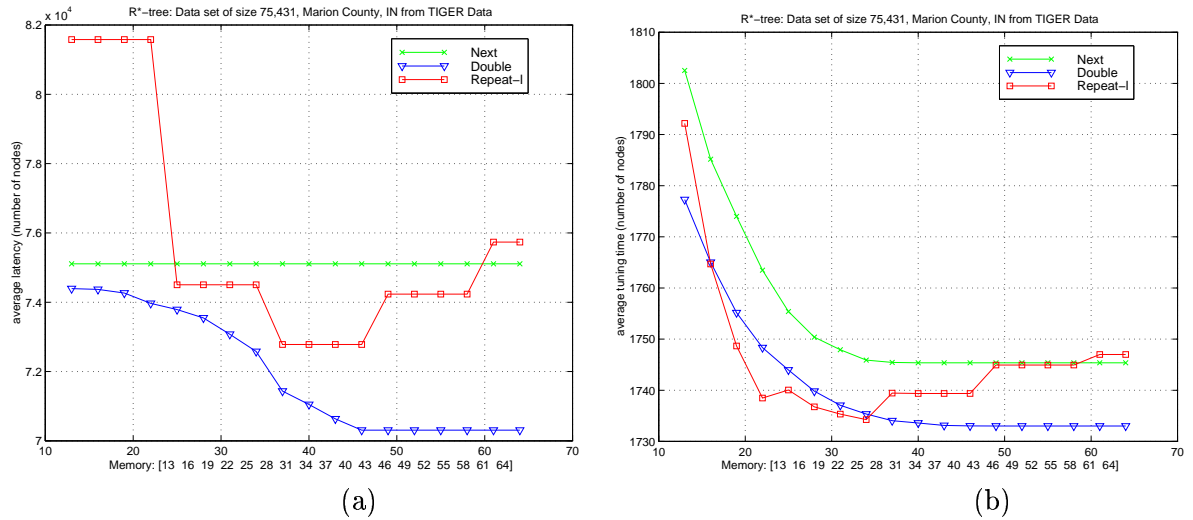 R*−tree: Data set of size 75,431, Marion County, IN from TIGER Data
x 10^4
8.2
8
7.8
7.6
7.4
7.2
7
average latency (number of nodes)
Next
Double
Repeat−I
10 20 30 40 50 60 70
Memory: [13 16 19 22 25 28 31 34 37 40 43 46 49 52 55 58 61 64]
(a)
R*−tree: Data set of size 75,431, Marion County, IN from TIGER Data
1810
1800
1790
1780
1770
1760
1750
1740
1730
average tuning time (number of nodes)
Next
Double
Repeat−I
10 20 30 40 50 60 70
Memory: [13 16 19 22 25 28 31 34 37 40 43 46 49 52 55 58 61 64]
(b)